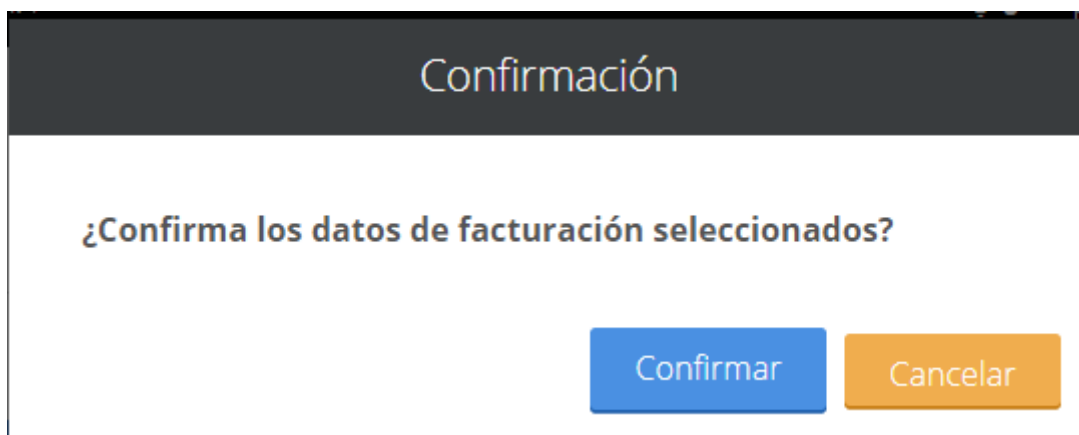 Confirmación
¿Confirma los datos de facturación seleccionados?
Confirmar Cancelar